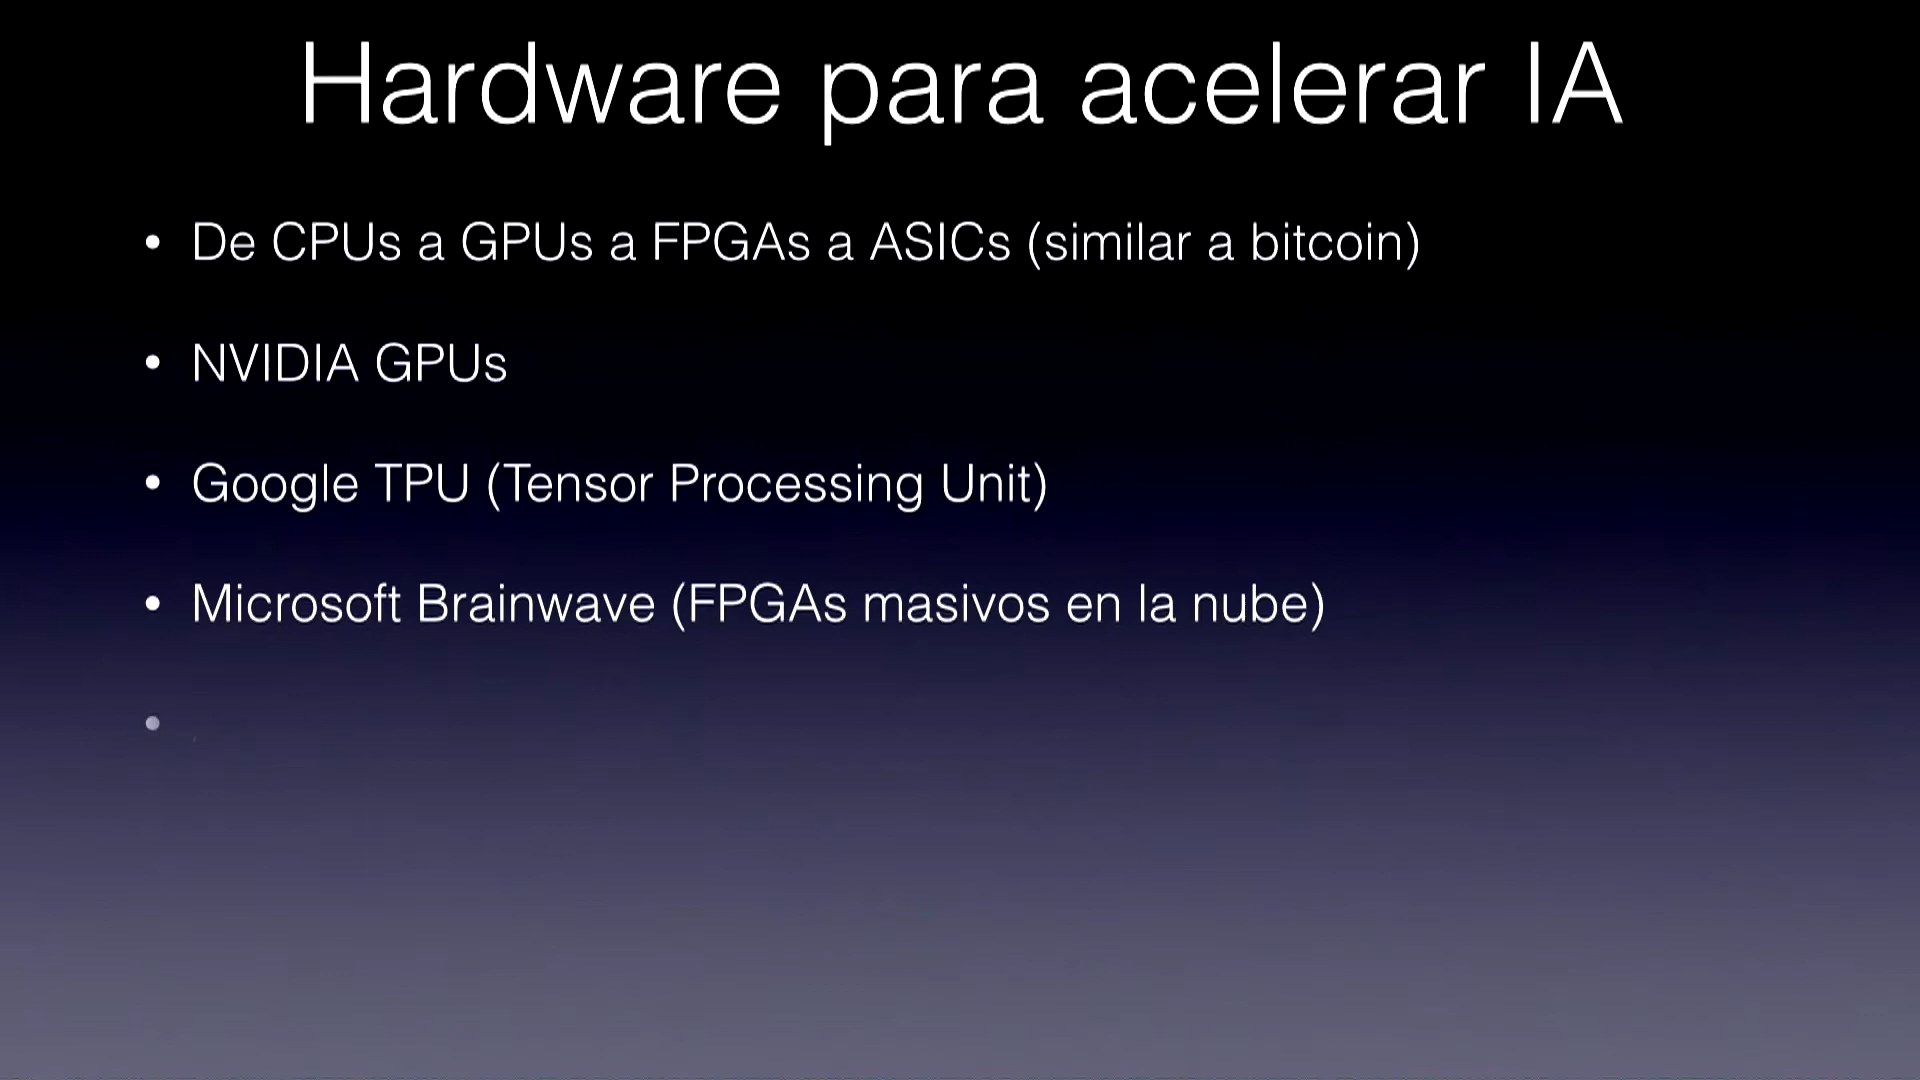 Hardware para acelerar IA
• De CPUs a GPUs a FPGAs a ASICs (similar a bitcoin)
• NVIDIA GPUs
• Google TPU (Tensor Processing Unit)
• Microsoft Brainwave (FPGAs masivos en la nube)
•